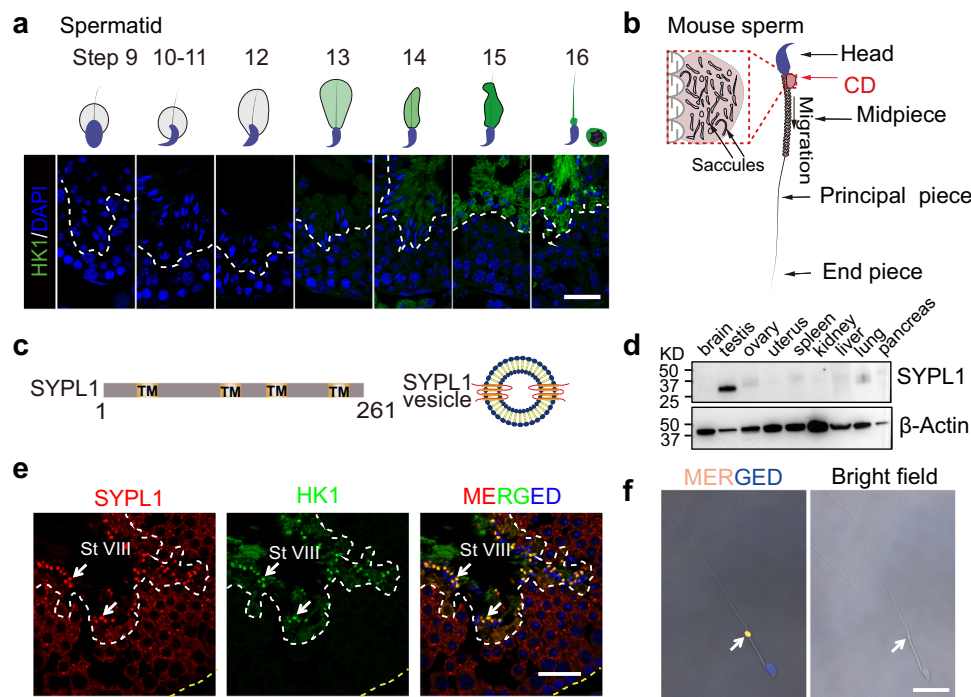 a Spermatid
Step 9 10-11 12 13 14 15 16
HK1/DAPI
b Mouse sperm
Head
CD
Migration
Midpiece
Saccules
Principal piece
End piece
c
SYPL1 TM TM TM TM
1 261
SYPL1
vesicle
d
KD brain testis ovary uterus spleen kidney liver lung pancreas
50
37
25
SYPL1
50
37
β-Actin
e
SYPL1 HK1 MERGED
St VIII St VIII St VIII
f
MERGED Bright field